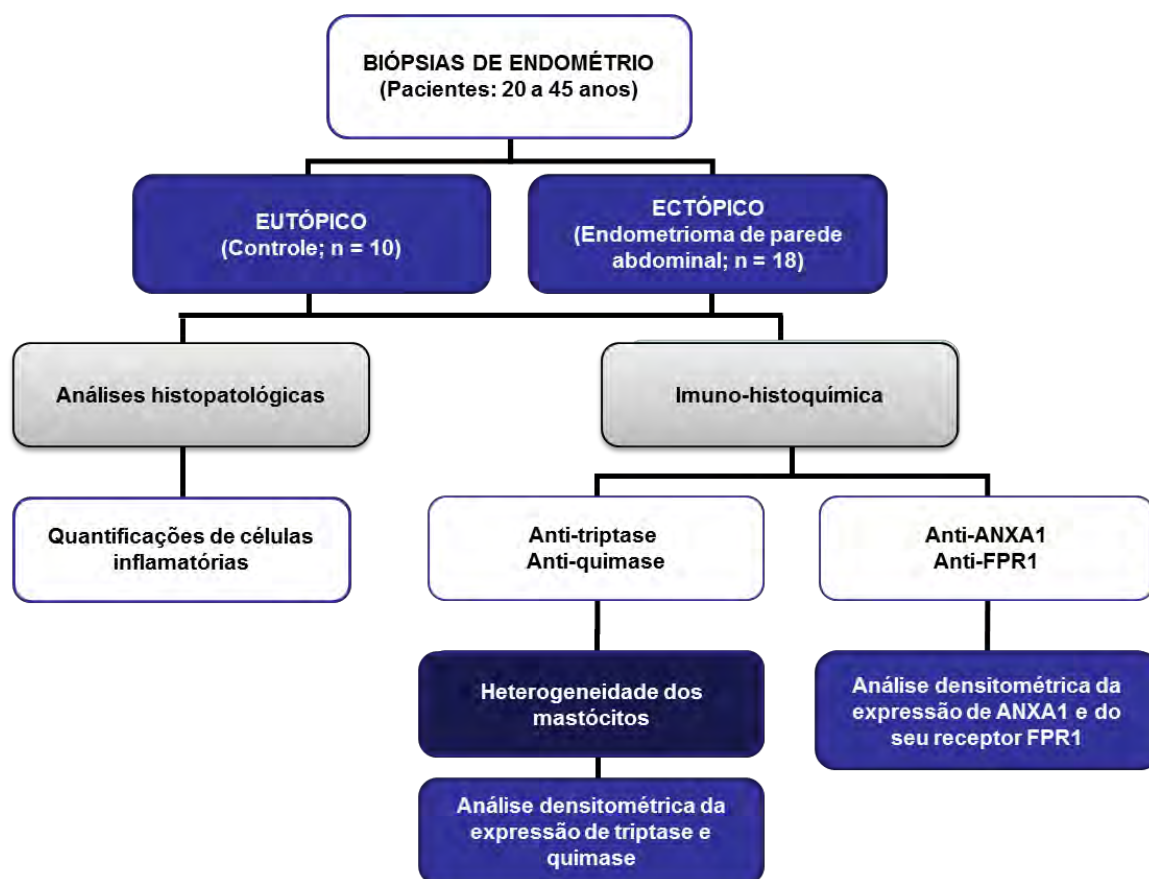 BIÓPSIAS DE ENDOMÉTRIO
(Pacientes: 20 a 45 anos)
EUTÓPICO
(Controle; n = 10)
ECTÓPICO
(Endometrioma de parede
abdominal; n = 18)
Análises histopatológicas
Imuno-histoquímica
Quantificações de células
inflamatórias
Anti-triptase
Anti-quimase
Anti-ANXA1
Anti-FPR1
Heterogeneidade dos
mastócitos
Análise densitométrica da
expressão de ANXA1 e do
seu receptor FPR1
Análise densitométrica da
expressão de triptase e
quimase